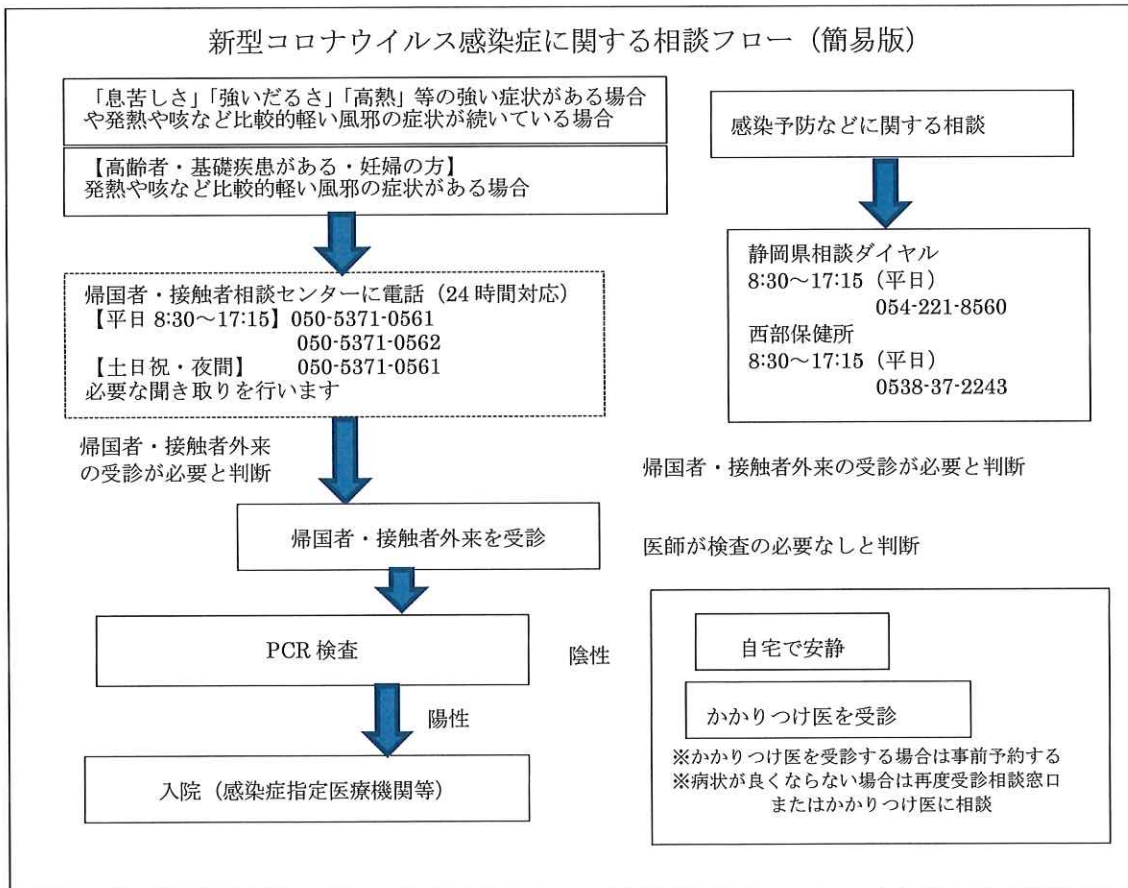 新型コロナウイルス感染症に関する相談フロー（簡易版）
「息苦しさ」「強いだるさ」「高熱」等の強い症状がある場合
や発熱や咳など比較的軽い風邪の症状が続いている場合
【高齢者・基礎疾患がある・妊婦の方】
発熱や咳など比較的軽い風邪の症状がある場合
帰国者・接触者相談センターに電話（24時間対応）
【平日 8:30～17:15】050-5371-0561
050-5371-0562
【土日祝・夜間】 050-5371-0561
必要な聞き取りを行います
感染予防などに関する相談
静岡県相談ダイヤル
8:30～17:15（平日）
054-221-8560
西部保健所
8:30～17:15（平日）
0538-37-2243
帰国者・接触者外来
の受診が必要と判断
帰国者・接触者外来の受診が必要と判断
帰国者・接触者外来を受診
医師が検査の必要なしと判断
PCR 検査
陰性
陽性
入院（感染症指定医療機関等）
自宅で安静
かかりつけ医を受診
※かかりつけ医を受診する場合は事前予約する
※病状が良くならない場合は再度受診相談窓口
またはかかりつけ医に相談